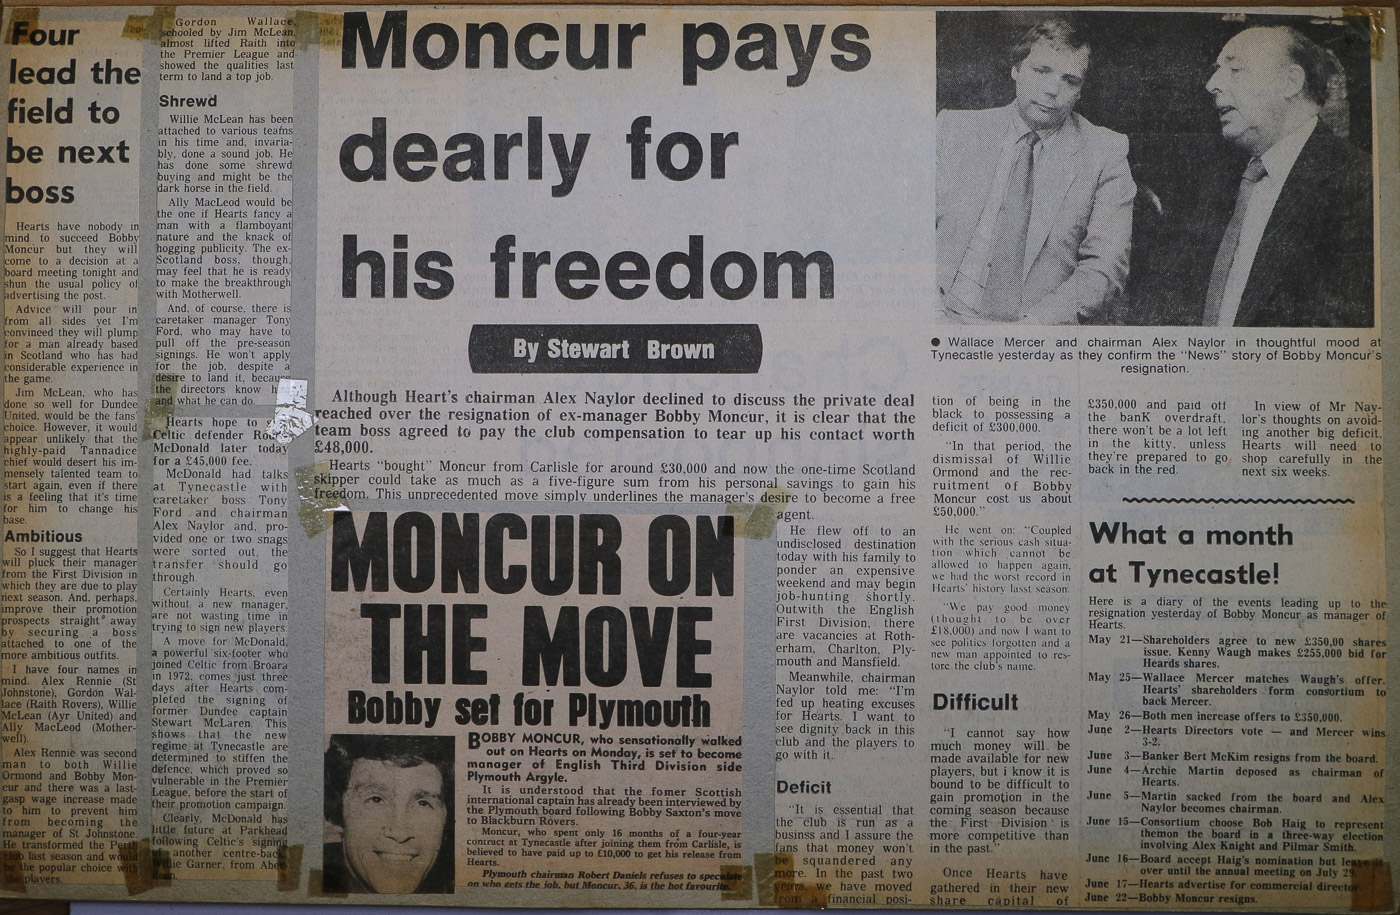 Four
lead the
field to
be next
boss
Hearts have nobody in
mind to succeed Bobby
Moncur but they will
come to a decision at a
board meeting tonight and
shun the usual policy of
advertising the post.
Advice will pour in
from all sides yet I'm
convinced they will plump
for a man already based
in Scotland who has had
considerable experience in
the game.
Jim McLean, who has
done so well for Dundee
United, would be the fans'
choice. However, it would
appear unlikely that the
highly-paid Tannadice
chief would desert his im-
mensely talented team to
start again, even if there
is a feeling that it's time
for him to change his
base.
Ambitious
So I suggest that Hearts
will pluck their manager
from the First Division in
which they are due to play
next season. And, perhaps,
improve their promotion
prospects straight away
by securing a boss
attached to one of the
more ambitious outfits.
I have four names in
mind. Alex Rennie (St
Johnstone), Gordon Wal-
lace (Raith Rovers), Willie
McLean (Ayr United) and
Ally MacLeod (Mother-
well).
Alex Rennie was second
man to both Willie
Ormond and Bobby Mon-
cur and there was a last-
gasp wage increase made
to him to prevent him
from becoming the
manager of St Johnstone.
He transformed the Perth
club last season and would
be the popular choice with
the players.
Gordon Wallace,
schooled by Jim McLean,
almost lifted Raith into
the Premier League and
showed the qualities last
term to land a top job.
Shrewd
Willie McLean has been
attached to various teams
in his time and, invaria-
bly, done a sound job. He
has done some shrewd
buying and might be the
dark horse in the field.
Ally MacLeod would be
the one if Hearts fancy a
man with a flamboyant
nature and the knack of
hogging publicity. The ex-
Scotland boss, though,
may feel that he is ready
to make the breakthrough
with Motherwell.
And, of course, there is
caretaker manager Tony
Ford, who may have to
pull off the pre-season
signings. He won't apply
for the job, despite a
desire to land it, because
the directors know
and what he can do.
Hearts hope to
Celtic defender
McDonald later today
for a £45,000 fee.
McDonald had talks
at Tynecastle with
caretaker boss Tony
Ford and chairman
Alex Naylor and, pro-
vided one or two snags
were sorted out, the
transfer should go
through.
Certainly Hearts, even
without a new manager,
are not wasting time in
trying to sign new players.
A move for McDonald,
a powerful six-footer who
joined Celtic from Broara
in 1972, comes just three
days after Hearts com-
pleted the signing of
former Dundee captain
Stewart McLaren. This
shows that the new
regime at Tynecastle are
determined to stiffen the
defence, which proved so
vulnerable in the Premier
League, before the start of
their promotion campaign.
Clearly, McDonald has
little future at Parkhead
following Celtic's signing
of another centre-back,
Willie Garner, from
Moncur pays
dearly for
his freedom
By Stewart Brown
Although Heart's chairman Alex Naylor declined to discuss the private deal
reached over the resignation of ex-manager Bobby Moncur, it is clear that the
team boss agreed to pay the club compensation to tear up his contact worth
£48,000.
Hearts "bought" Moncur from Carlisle for around £30,000 and now the one-time Scotland
skipper could take as much as a five-figure sum from his personal savings to gain his
freedom. This unprecedented move simply underlines the manager's desire to become a free
agent.
He flew off to an
undisclosed destination
today with his family to
ponder an expensive
weekend and may begin
job-hunting shortly.
Outwith the English
First Division, there
are vacancies at Roth-
erham, Charlton, Ply-
mouth and Mansfield.
Meanwhile, chairman
Naylor told me: "I'm
fed up heating excuses
for Hearts. I want to
see dignity back in this
club and the players to
go with it.
Deficit
"It is essential that
the club is run as a
businss and I assure the
fans that money won't
be squandered any
more. In the past two
years, we have moved
from a financial posi-
MONCUR ON
THE MOVE
Bobby set for Plymouth
BOBBY MONCUR, who sensationally walked
out on Hearts on Monday, is set to become
manager of English Third Division side
Plymouth Argyle.
It is understood that the fomer Scottish
international captain has already been interviewed by
the Plymouth board following Bobby Saxton's move
to Blackburn Rovers.
Moncur, who spent only 16 months of a four-year
contract at Tynecastle after joining them from Carlisle, is
believed to have paid up to £10,000 to get his release from
Hearts.
Plymouth chairman Robert Daniels refuses to speculate
on who gets the job, but Moncur, 36, is the hot favourite.
● Wallace Mercer and chairman Alex Naylor in thoughtful mood at
Tynecastle yesterday as they confirm the "News" story of Bobby Moncur's
resignation.
tion of being in the
black to possessing a
deficit of £300,000.
"In that period, the
dismissal of Willie
Ormond and the rec-
ruitment of Bobby
Moncur cost us about
£50,000."
He went on: "Coupled
with the serious cash situa-
tion which cannot be
allowed to happen again,
we had the worst record in
Hearts' history lasst season.
"We pay good money
(thought to be over
£18,000) and now I want to
see politics forgotten and a
new man appointed to res-
tore the club's name.
Difficult
"I cannot say how
much money will be
made available for new
players, but i know it is
bound to be difficult to
gain promotion in the
coming season because
the First Division is
more competitive than
in the past."
Once Hearts have
gathered in their new
share capital of
£350,000 and paid off
the banK overdraft,
there won't be a lot left
in the kitty, unless
they're prepared to go
back in the red.
In view of Mr Nay-
lor's thoughts on avoid-
ing another big deficit,
Hearts will need to
shop carefully in the
next six weeks.
What a month
at Tynecastle!
Here is a diary of the events leading up to the
resignation yesterday of Bobby Moncur as manager of
Hearts.
May 21—Shareholders agree to new £350,00 shares
issue. Kenny Waugh makes £255,000 bid for
Heards shares.
May 25—Wallace Mercer matches Waugh's offer.
Hearts' shareholders form consortium to
back Mercer.
May 26—Both men increase offers to £350,000.
June 2—Hearts Directors vote — and Mercer wins
3-2.
June 3—Banker Bert McKim resigns from the board.
June 4—Archie Martin deposed as chairman of
Hearts.
June 5—Martin sacked from the board and Alex
Naylor becomes chairman.
June 15—Consortium choose Bob Haig to represent
themon the board in a three-way election
involving Alex Knight and Pilmar Smith.
June 16—Board accept Haig's nomination but leave it
over until the annual meeting on July 29.
June 17—Hearts advertise for commercial director.
June 22—Bobby Moncur resigns.